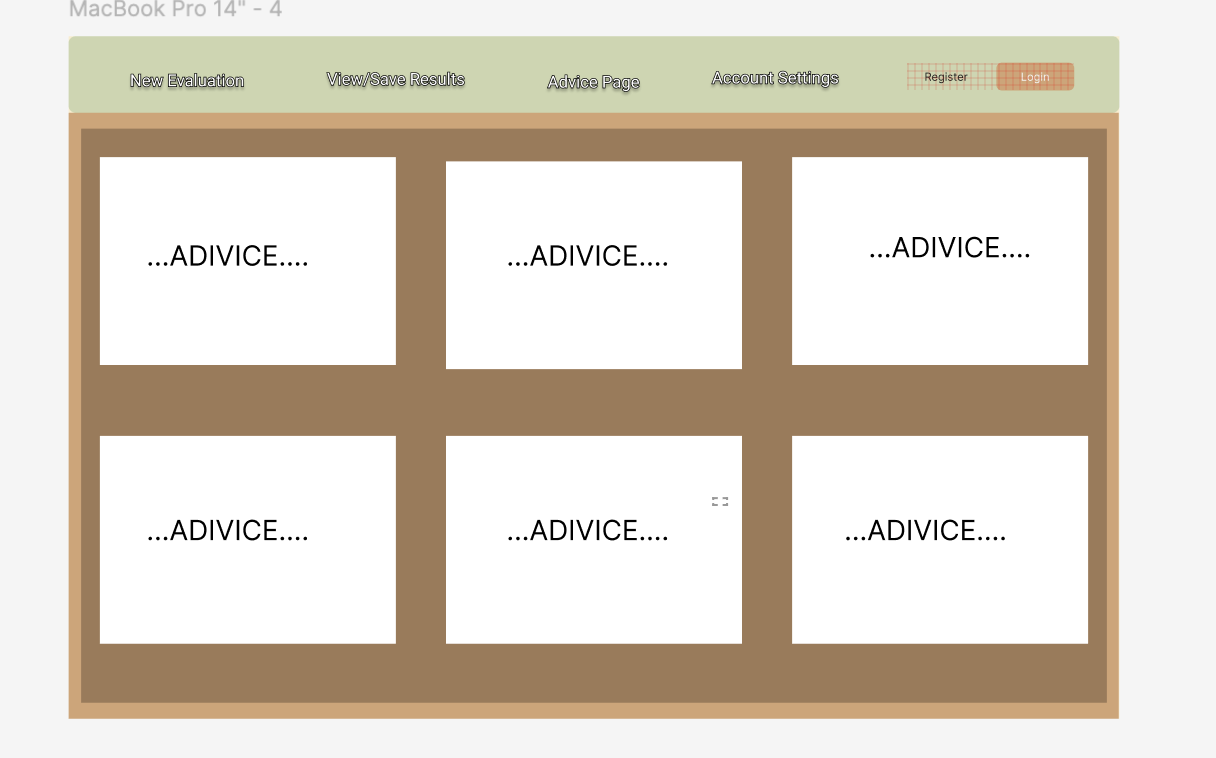 MacBook Pro 14" - 4
New Evaluation
View/Save Results
Advice Page
Account Settings
Register
Login
...ADIVICE....
...ADIVICE....
...ADIVICE....
...ADIVICE....
...ADIVICE....
...ADIVICE....